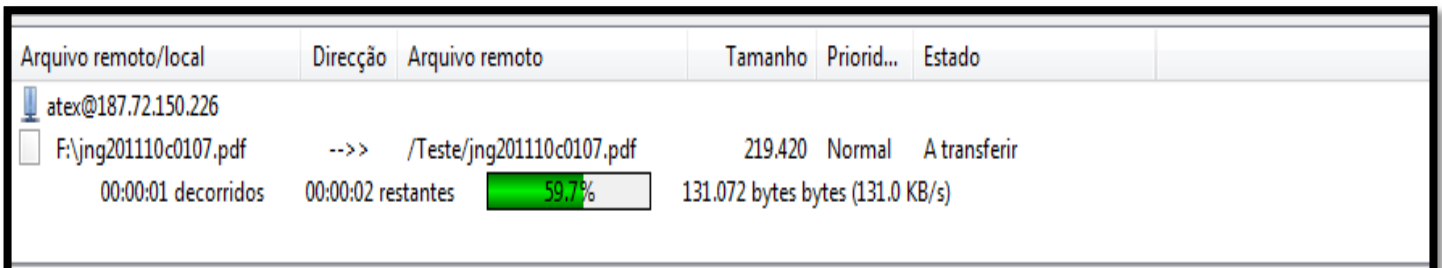 Arquivo remoto/local Direcção Arquivo remoto Tamanho Priorid... Estado
atex@187.72.150.226
F:\jng201110c0107.pdf -->> /Teste/jng201110c0107.pdf 219.420 Normal A transferir
00:00:01 decorridos 00:00:02 restantes 59.7% 131.072 bytes bytes (131.0 KB/s)